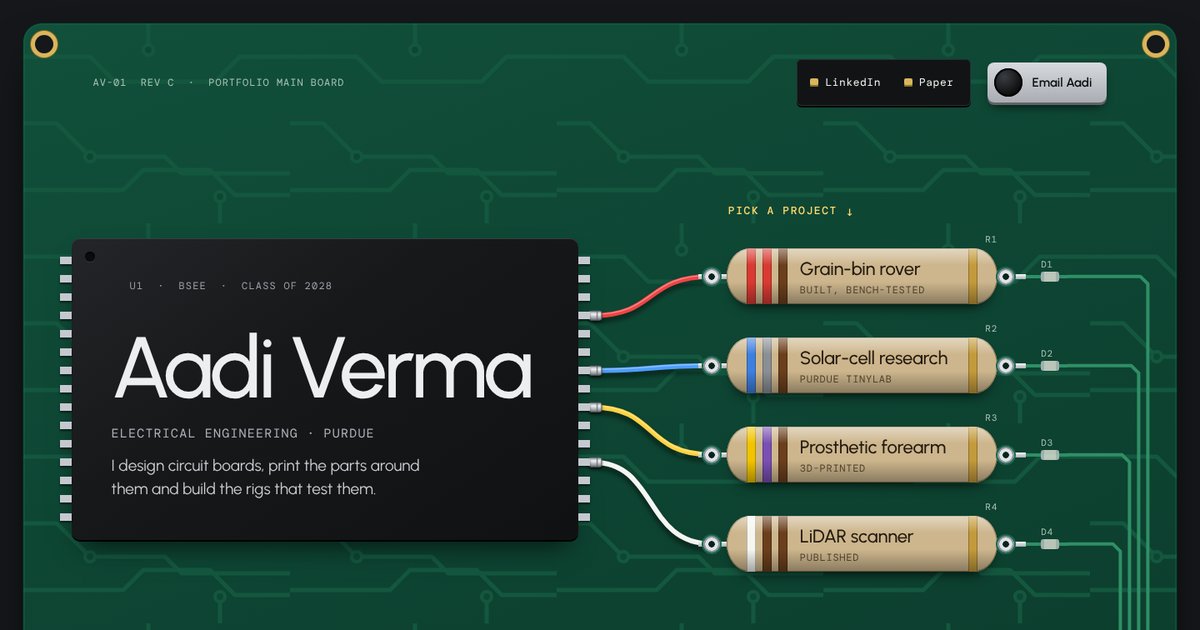 AV-01 REV C · PORTFOLIO MAIN BOARD
LinkedIn
Paper
Email Aadi
PICK A PROJECT ↓
U1 · BSEE · CLASS OF 2028
Aadi Verma
ELECTRICAL ENGINEERING · PURDUE
I design circuit boards, print the parts around
them and build the rigs that test them.
R1
Grain-bin rover
BUILT, BENCH-TESTED
D1
R2
Solar-cell research
PURDUE TINYLAB
D2
R3
Prosthetic forearm
3D-PRINTED
D3
R4
LiDAR scanner
PUBLISHED
D4